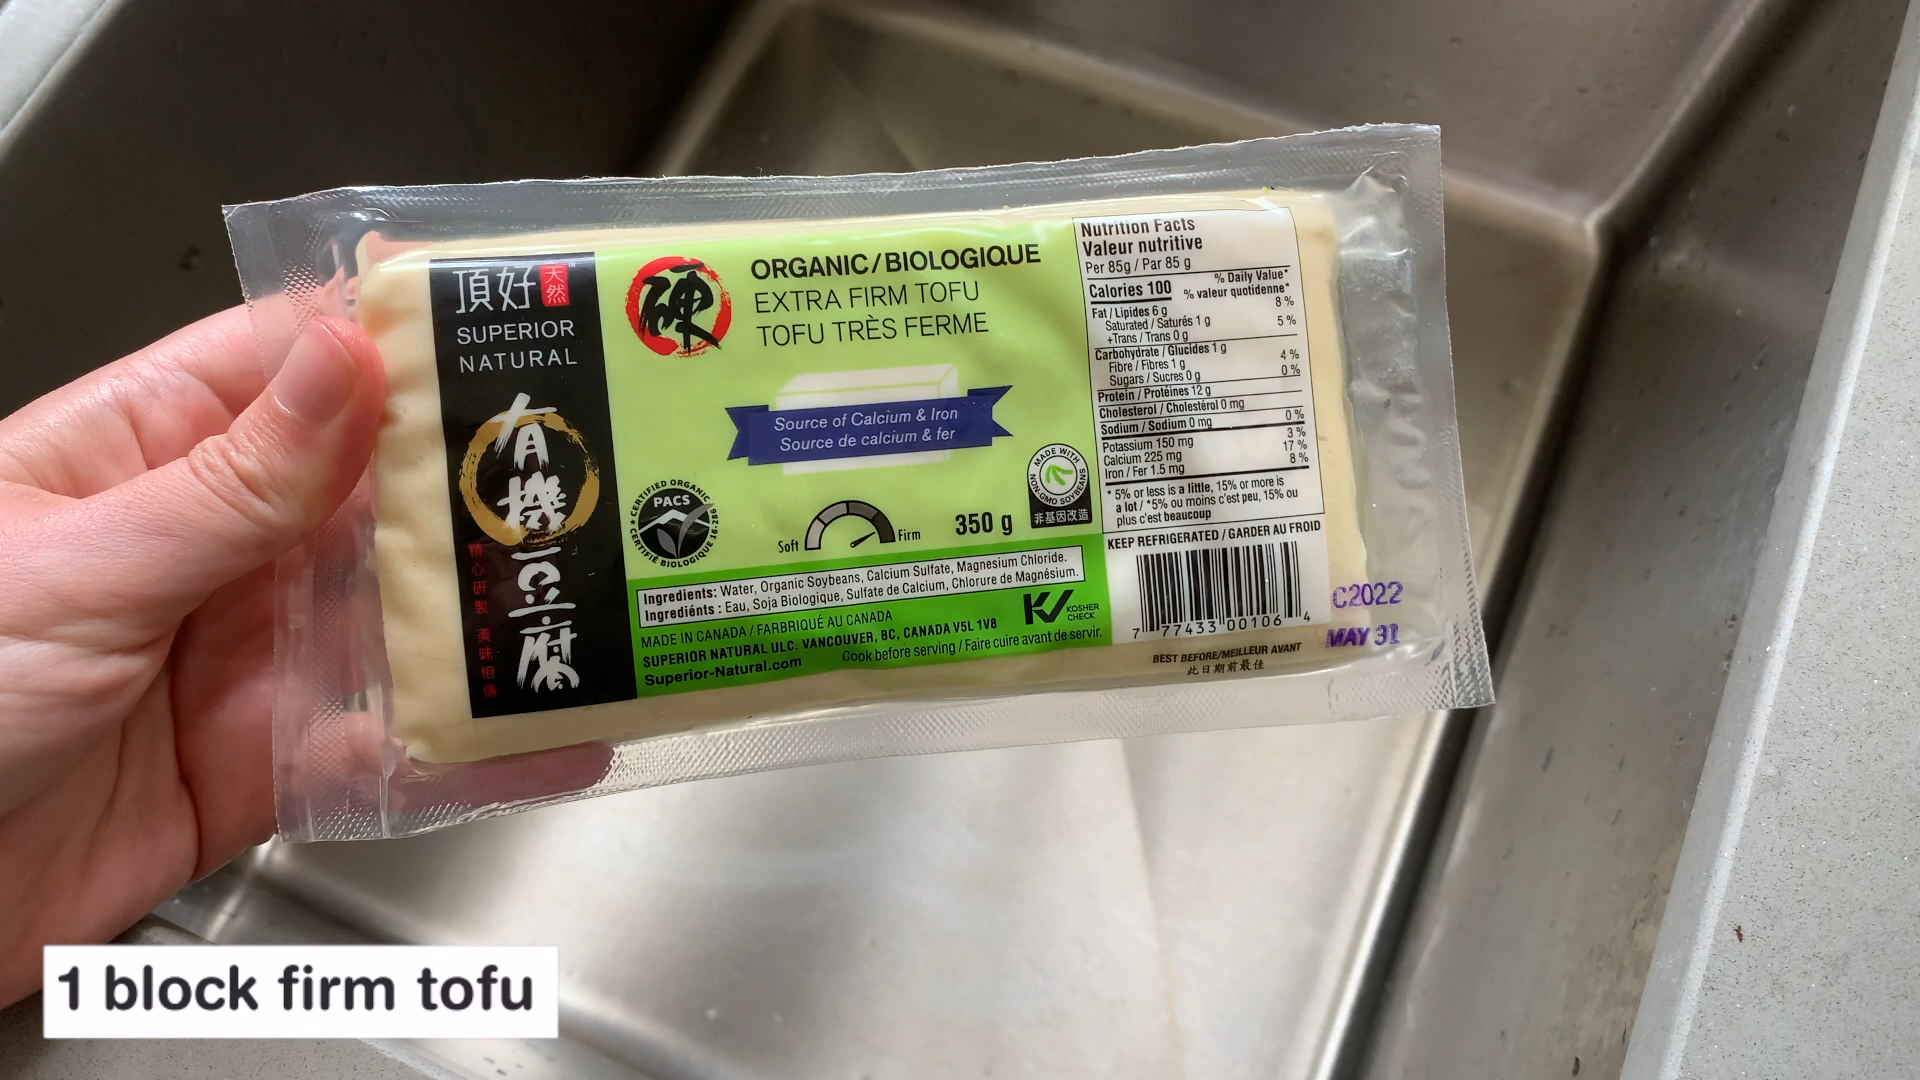 頂好
天然
SUPERIOR
NATURAL
有機豆腐
精心研製 美味相傳
硬
ORGANIC/BIOLOGIQUE
EXTRA FIRM TOFU
TOFU TRÈS FERME
Source of Calcium & Iron
Source de calcium & fer
CERTIFIED ORGANIC
PACS
CERTIFIÉ BIOLOGIQUE 16-289
Soft
Firm
350 g
MADE WITH
NON-GMO SOYBEANS
非基因改造
Ingredients: Water, Organic Soybeans, Calcium Sulfate, Magnesium Chloride.
Ingrediénts : Eau, Soja Biologique, Sulfate de Calcium, Chlorure de Magnésium.
MADE IN CANADA / FARBRIQUÉ AU CANADA
SUPERIOR NATURAL ULC. VANCOUVER, BC, CANADA V5L 1V8
Superior-Natural.com
Cook before serving / Faire cuire avant de servir.
KV KOSHER
CHECK
Nutrition Facts
Valeur nutritive
Per 85g / Par 85 g
% Daily Value*
Calories 100 % valeur quotidienne*
Fat / Lipides 6 g 8 %
Saturated / Saturés 1 g 5 %
+Trans / Trans 0 g
Carbohydrate / Glucides 1 g
Fibre / Fibres 1 g 4 %
Sugars / Sucres 0 g 0 %
Protein / Protéines 12 g
Cholesterol / Cholestérol 0 mg
Sodium / Sodium 0 mg 0 %
Potassium 150 mg 3 %
Calcium 225 mg 17 %
Iron / Fer 1.5 mg 8 %
* 5% or less is a little, 15% or more is
a lot / *5% ou moins c'est peu, 15% ou
plus c'est beaucoup
KEEP REFRIGERATED / GARDER AU FROID
7 77433 00106 4
BEST BEFORE/MEILLEUR AVANT
此日期前最佳
C2022
MAY 31
1 block firm tofu